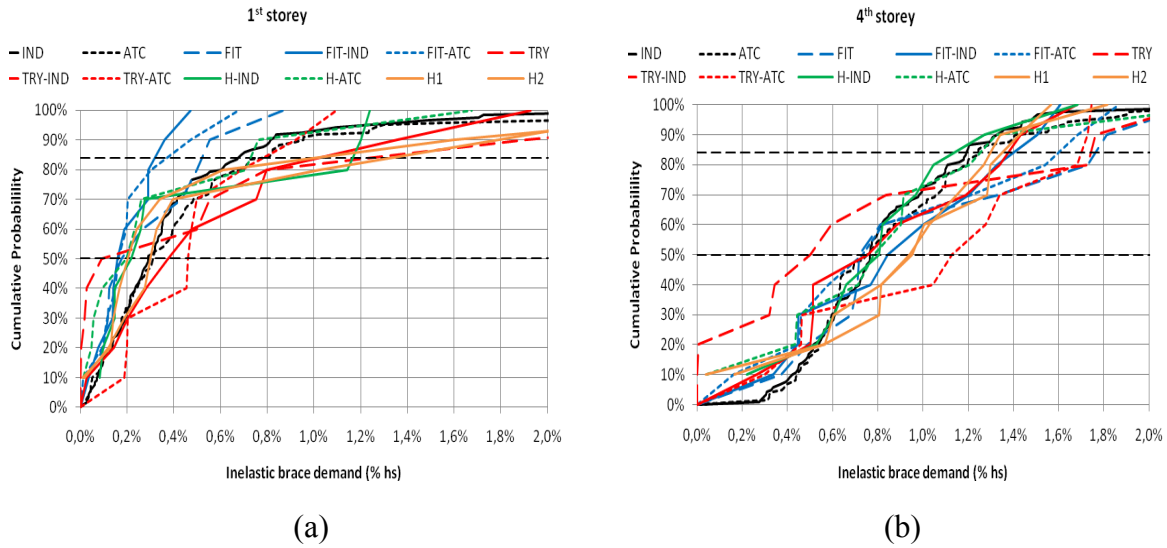 1st storey
IND ATC FIT FIT-IND FIT-ATC TRY
TRY-IND TRY-ATC H-IND H-ATC H1 H2
100%
90%
80%
70%
60%
50%
40%
30%
20%
10%
0%
Cumulative Probability
0,0% 0,2% 0,4% 0,6% 0,8% 1,0% 1,2% 1,4% 1,6% 1,8% 2,0%
Inelastic brace demand (% hs)
(a)
4th storey
IND ATC FIT FIT-IND FIT-ATC TRY
TRY-IND TRY-ATC H-IND H-ATC H1 H2
100%
90%
80%
70%
60%
50%
40%
30%
20%
10%
0%
Cumulative Probability
0,0% 0,2% 0,4% 0,6% 0,8% 1,0% 1,2% 1,4% 1,6% 1,8% 2,0%
Inelastic brace demand (% hs)
(b)